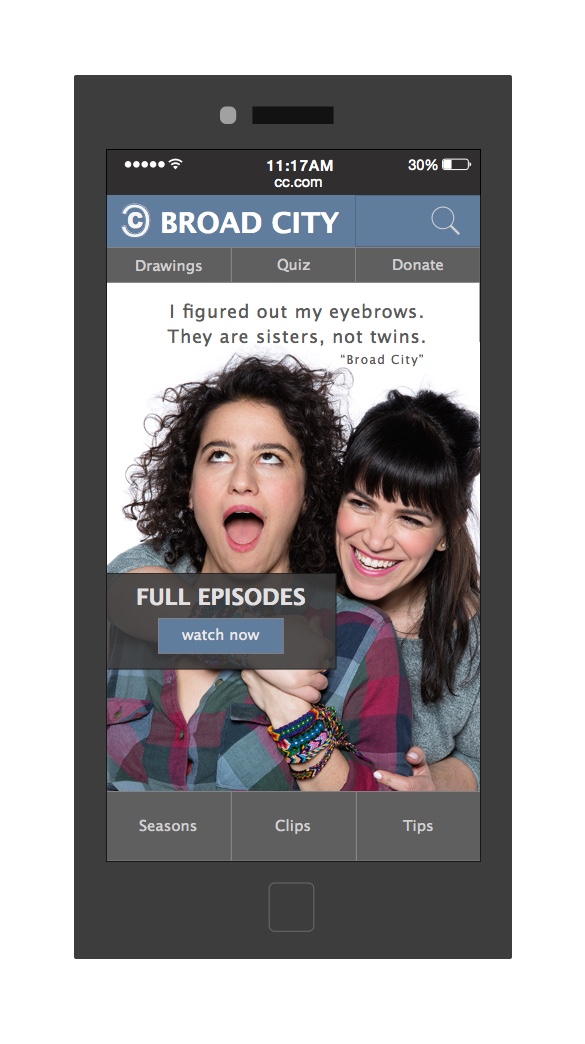 11:17AM
30%
cc.com
BROAD CITY
Drawings
Quiz
Donate
I figured out my eyebrows.
They are sisters, not twins.
“Broad City”
FULL EPISODES
watch now
Seasons
Clips
Tips